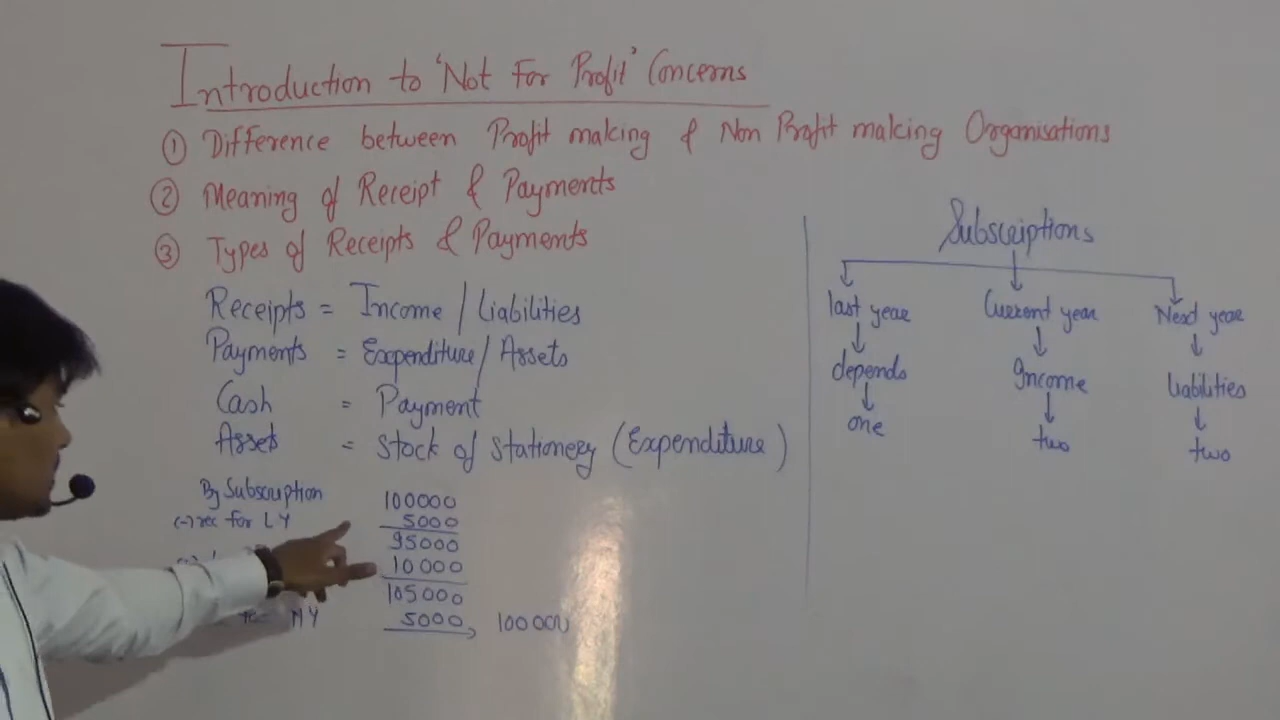 Introduction to 'Not For Profit' Concerns
① Difference between Profit making & Non Profit making Organisations
② Meaning of Receipt & Payments
③ Types of Receipts & Payments
Receipts = Income / Liabilities
Payments = Expenditure / Assets
Cash = Payment
Assets = Stock of Stationery (Expenditure)
By Subscription 100000
(-) rec for LY 5000
95000
10000
105000
NY 5000, 100000
Subscriptions
last year Current year Next year
depends Income liabilities
one two two